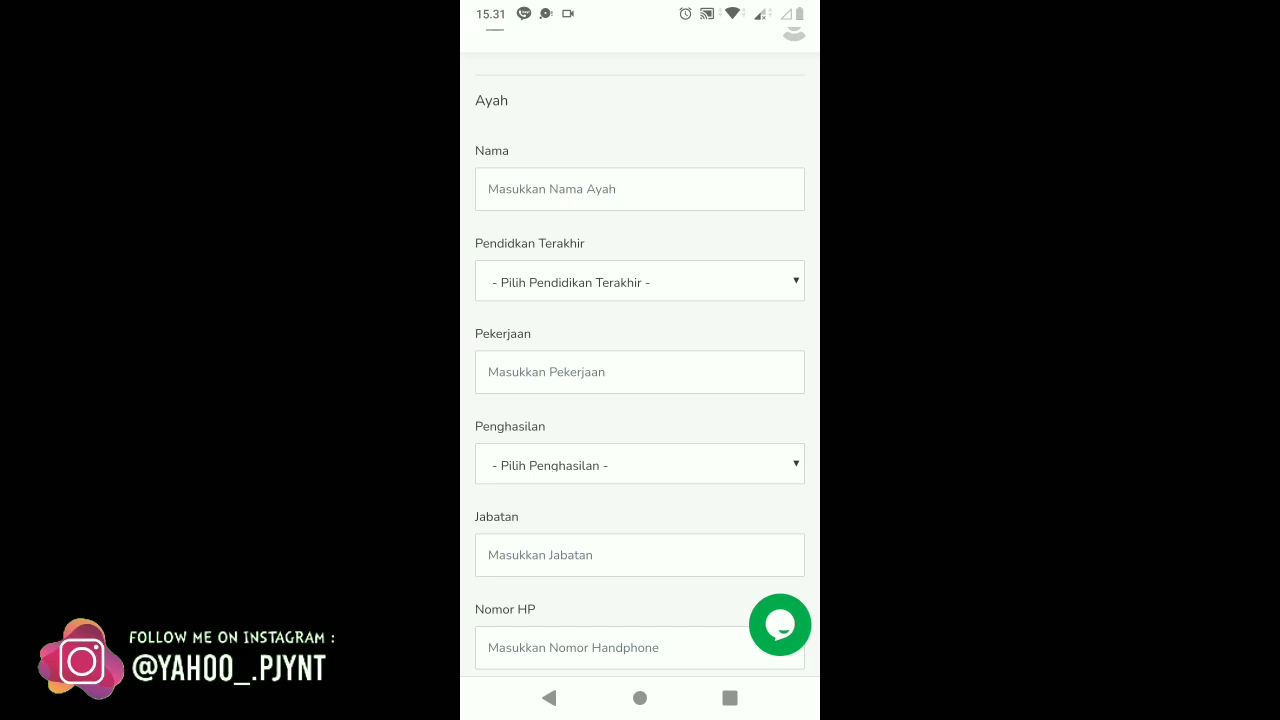 15.31
Ayah
Nama
Masukkan Nama Ayah
Pendidkan Terakhir
- Pilih Pendidikan Terakhir -
Pekerjaan
Masukkan Pekerjaan
Penghasilan
- Pilih Penghasilan -
Jabatan
Masukkan Jabatan
Nomor HP
Masukkan Nomor Handphone
FOLLOW ME ON INSTAGRAM :
@YAHOO_.PJYNT